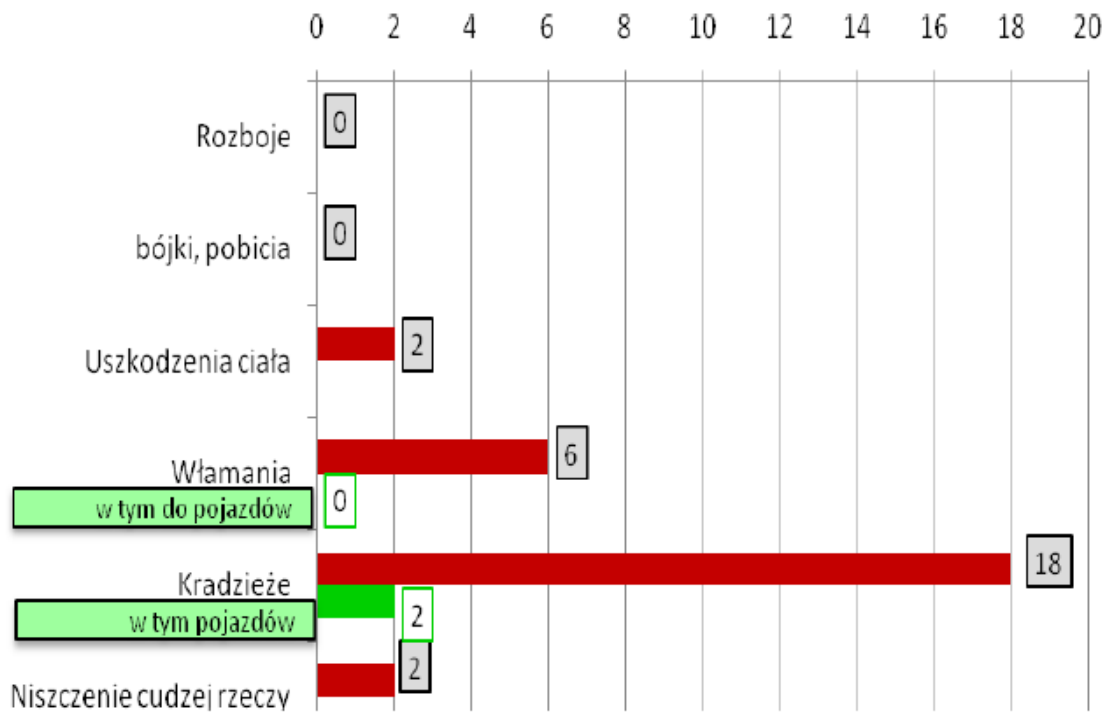 0 2 4 6 8 10 12 14 16 18 20
Rozboje 0
bójki, pobicia 0
Uszkodzenia ciała 2
Włamania 6
w tym do pojazdów 0
Kradzieże 18
w tym pojazdów 2
Niszczenie cudzej rzeczy 2